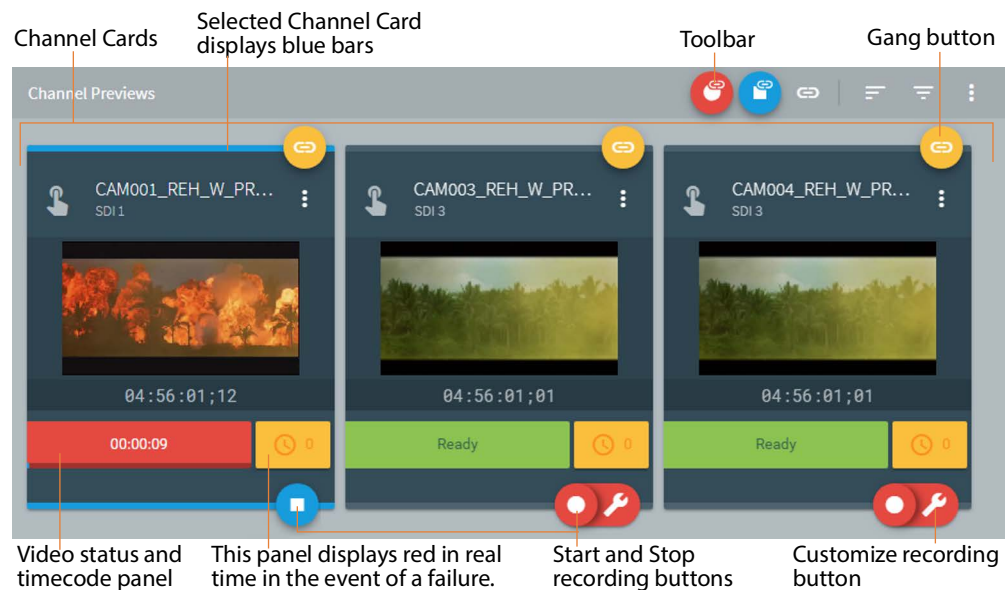 Channel Cards
Selected Channel Card
displays blue bars
Toolbar
Gang button
Channel Previews
CAM001_REH_W_PR...
SDI 1
CAM003_REH_W_PR...
SDI 3
CAM004_REH_W_PR...
SDI 3
04:56:01;12
04:56:01;01
04:56:01;01
00:00:09
0
Ready
0
Ready
0
Video status and
timecode panel
This panel displays red in real
time in the event of a failure.
Start and Stop
recording buttons
Customize recording
button